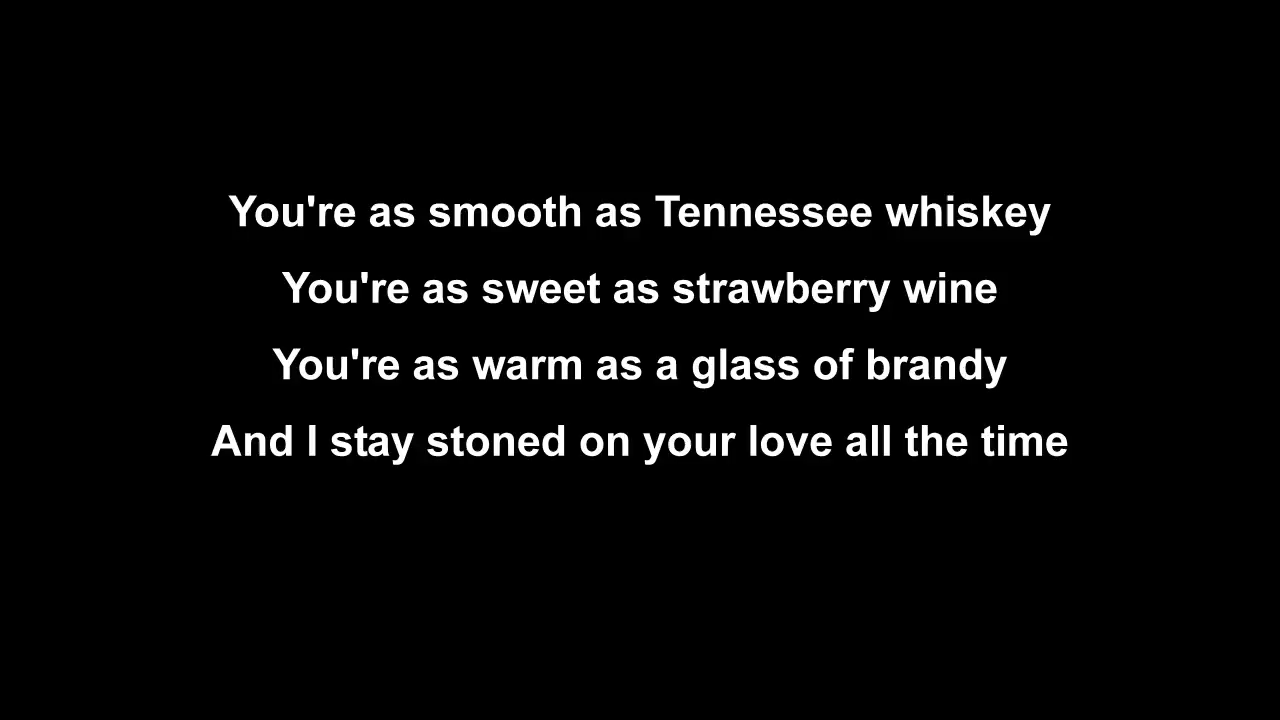 You're as smooth as Tennessee whiskey
You're as sweet as strawberry wine
You're as warm as a glass of brandy
And I stay stoned on your love all the time